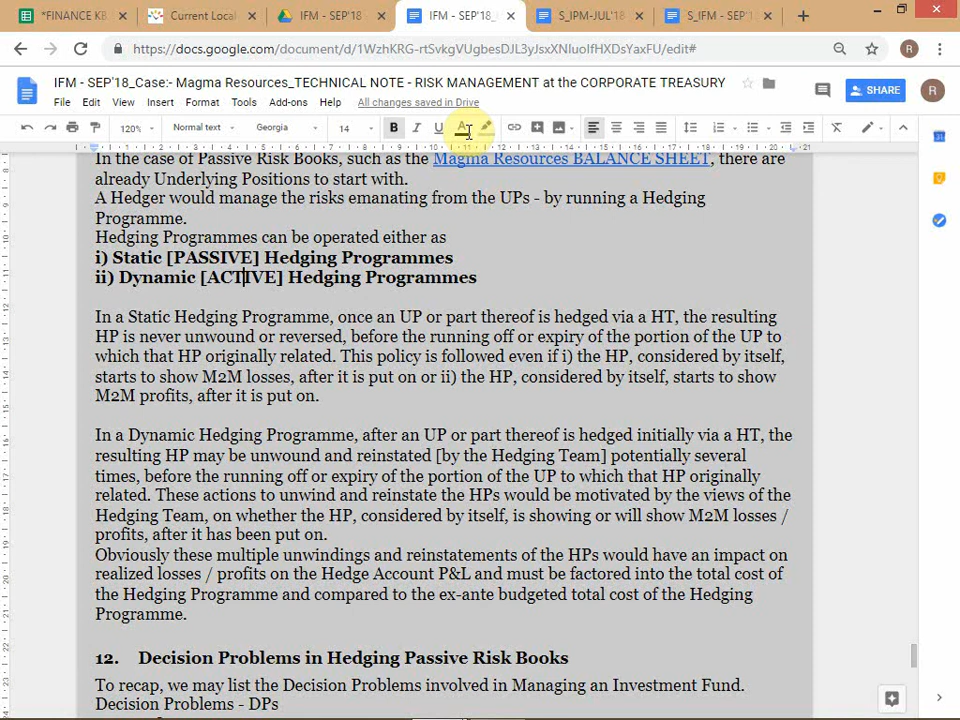 *FINANCE KB
Current Local
IFM - SEP'18
IFM - SEP'18_
S_IPM-JUL'18
S_IFM - SEP'1
https://docs.google.com/document/d/1WzhKRG-rtSvkgVUgbesDJL3yJsxXNIuoIfHXDsYaxFU/edit#
R
IFM - SEP'18_Case:- Magma Resources_TECHNICAL NOTE - RISK MANAGEMENT at the CORPORATE TREASURY
SHARE
R
File Edit View Insert Format Tools Add-ons Help All changes saved in Drive
120% Normal text Georgia 14 B I U A
In the case of Passive Risk Books, such as the Magma Resources BALANCE SHEET, there are
already Underlying Positions to start with.
A Hedger would manage the risks emanating from the UPs - by running a Hedging
Programme.
Hedging Programmes can be operated either as
i) Static [PASSIVE] Hedging Programmes
ii) Dynamic [ACTIVE] Hedging Programmes
In a Static Hedging Programme, once an UP or part thereof is hedged via a HT, the resulting
HP is never unwound or reversed, before the running off or expiry of the portion of the UP to
which that HP originally related. This policy is followed even if i) the HP, considered by itself,
starts to show M2M losses, after it is put on or ii) the HP, considered by itself, starts to show
M2M profits, after it is put on.
In a Dynamic Hedging Programme, after an UP or part thereof is hedged initially via a HT, the
resulting HP may be unwound and reinstated [by the Hedging Team] potentially several
times, before the running off or expiry of the portion of the UP to which that HP originally
related. These actions to unwind and reinstate the HPs would be motivated by the views of the
Hedging Team, on whether the HP, considered by itself, is showing or will show M2M losses /
profits, after it has been put on.
Obviously these multiple unwindings and reinstatements of the HPs would have an impact on
realized losses / profits on the Hedge Account P&L and must be factored into the total cost of
the Hedging Programme and compared to the ex-ante budgeted total cost of the Hedging
Programme.
12. Decision Problems in Hedging Passive Risk Books
To recap, we may list the Decision Problems involved in Managing an Investment Fund.
Decision Problems - DPs